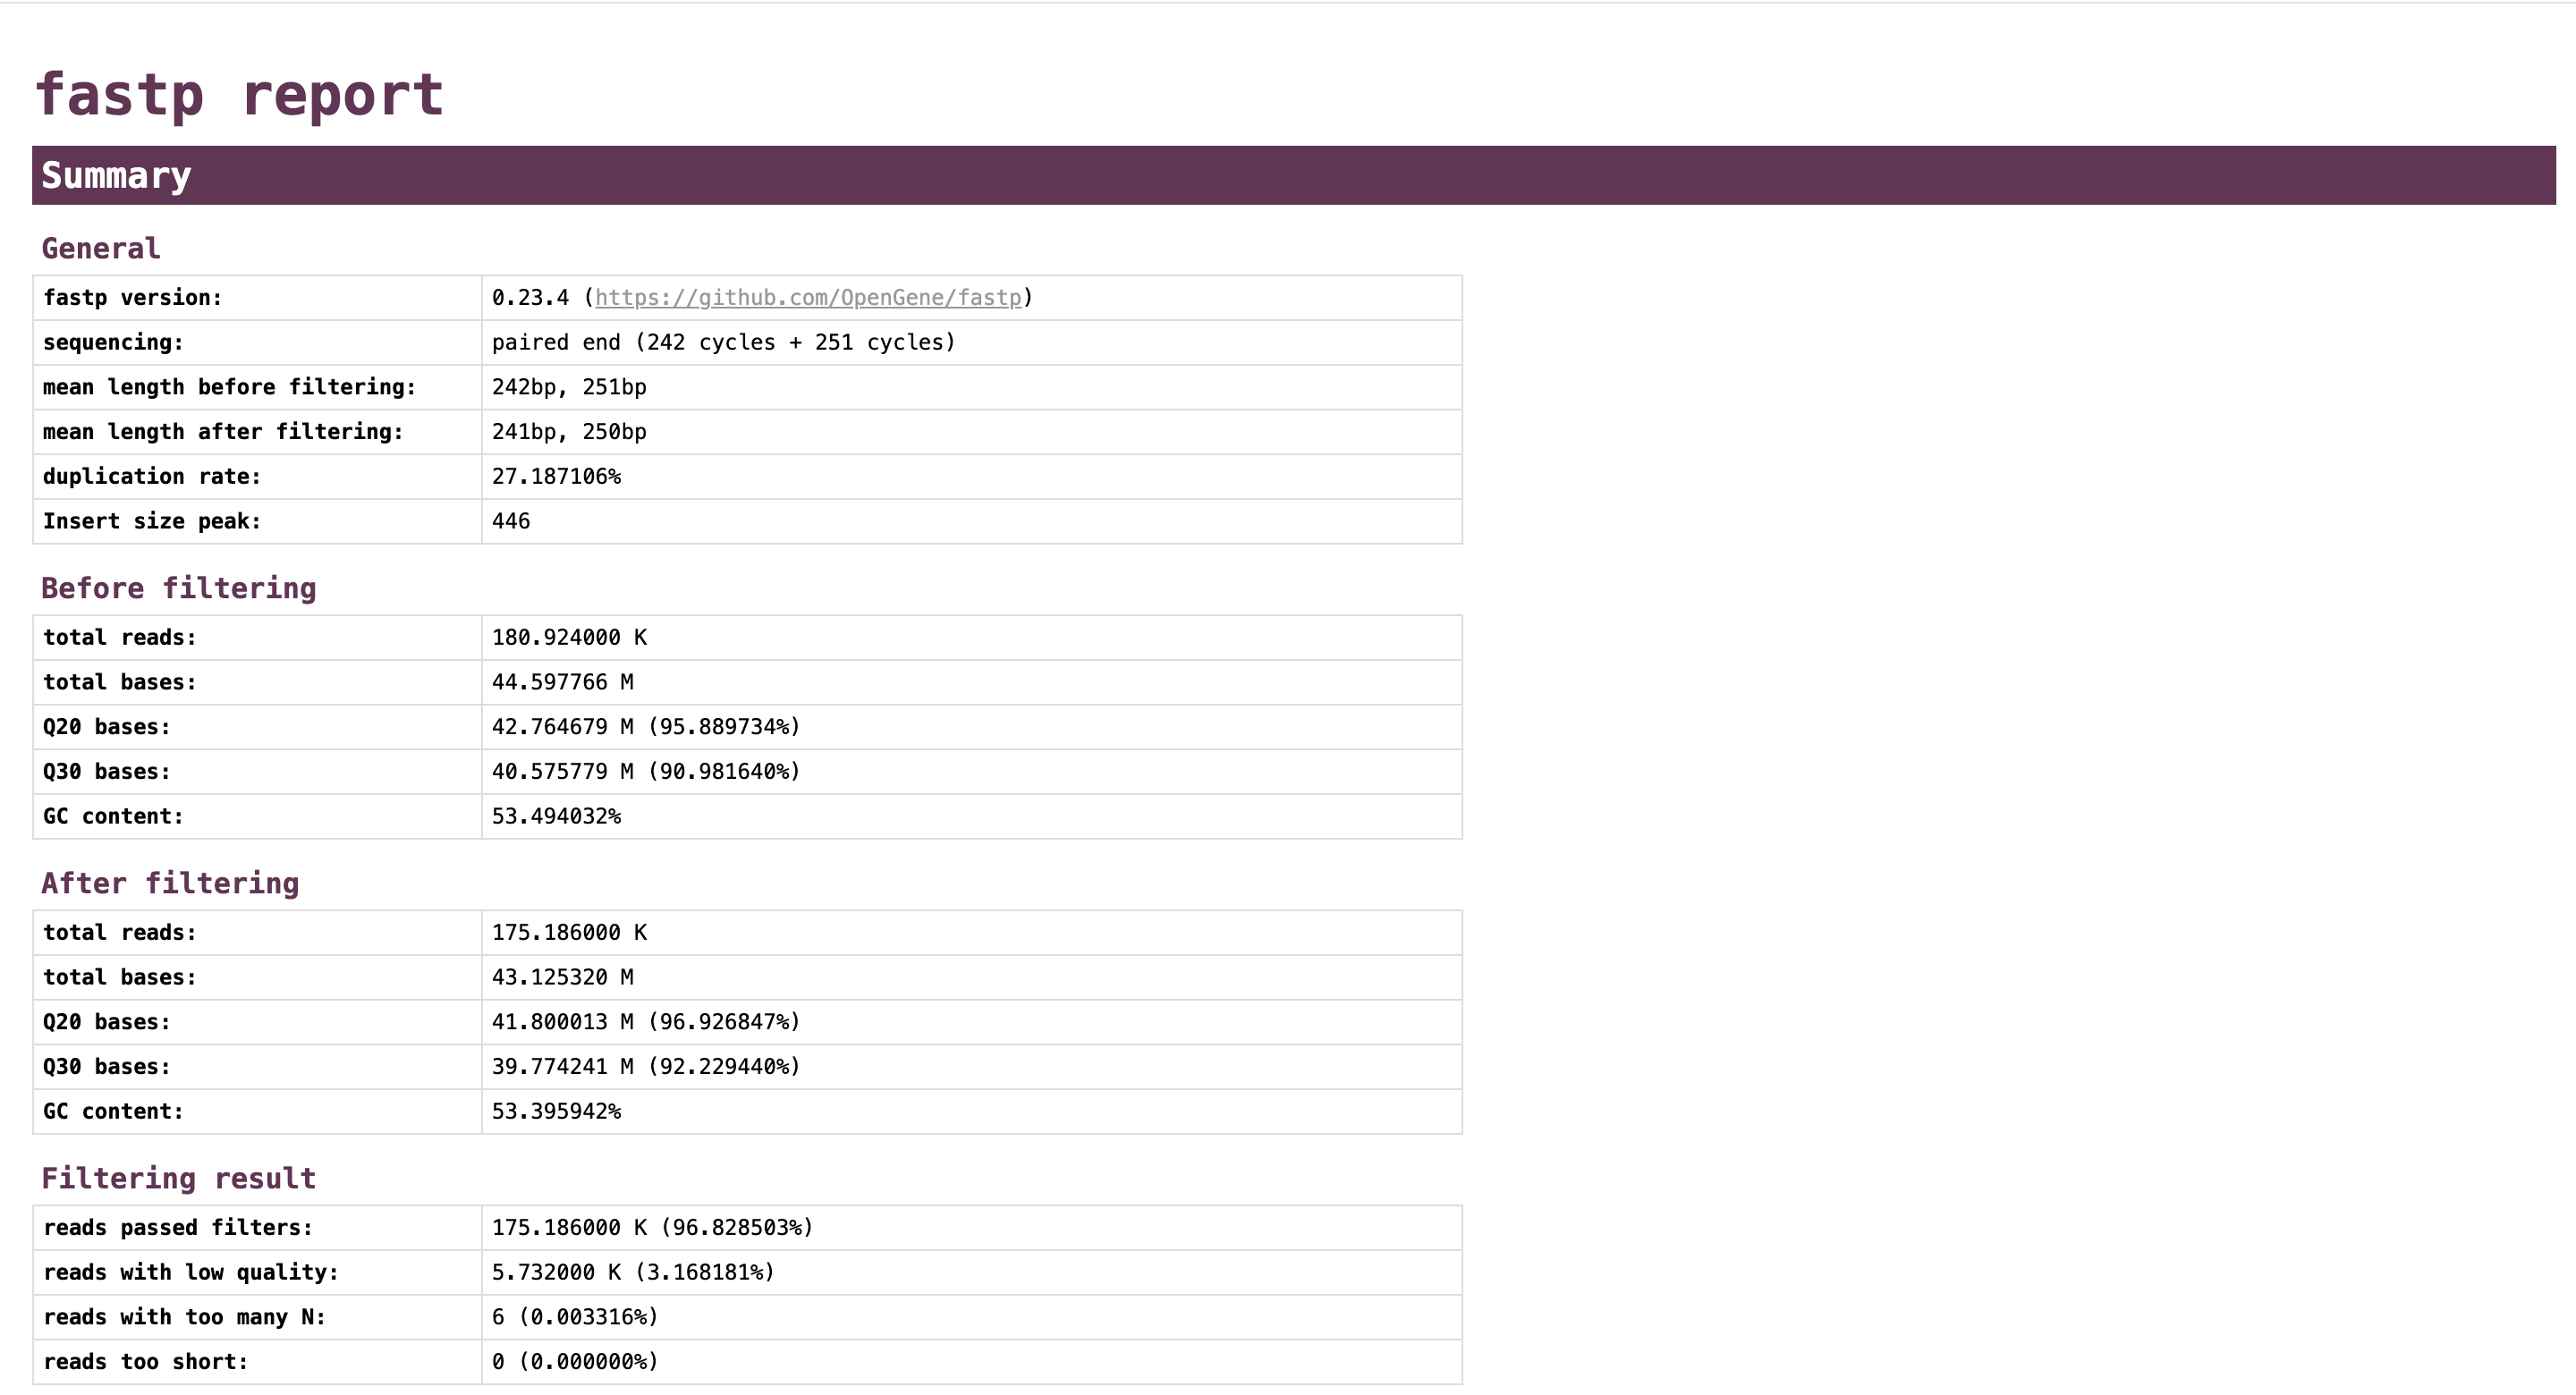 fastp report
Summary
General
fastp version: 0.23.4 (https://github.com/OpenGene/fastp)
sequencing: paired end (242 cycles + 251 cycles)
mean length before filtering: 242bp, 251bp
mean length after filtering: 241bp, 250bp
duplication rate: 27.187106%
Insert size peak: 446
Before filtering
total reads: 180.924000 K
total bases: 44.597766 M
Q20 bases: 42.764679 M (95.889734%)
Q30 bases: 40.575779 M (90.981640%)
GC content: 53.494032%
After filtering
total reads: 175.186000 K
total bases: 43.125320 M
Q20 bases: 41.800013 M (96.926847%)
Q30 bases: 39.774241 M (92.229440%)
GC content: 53.395942%
Filtering result
reads passed filters: 175.186000 K (96.828503%)
reads with low quality: 5.732000 K (3.168181%)
reads with too many N: 6 (0.003316%)
reads too short: 0 (0.000000%)